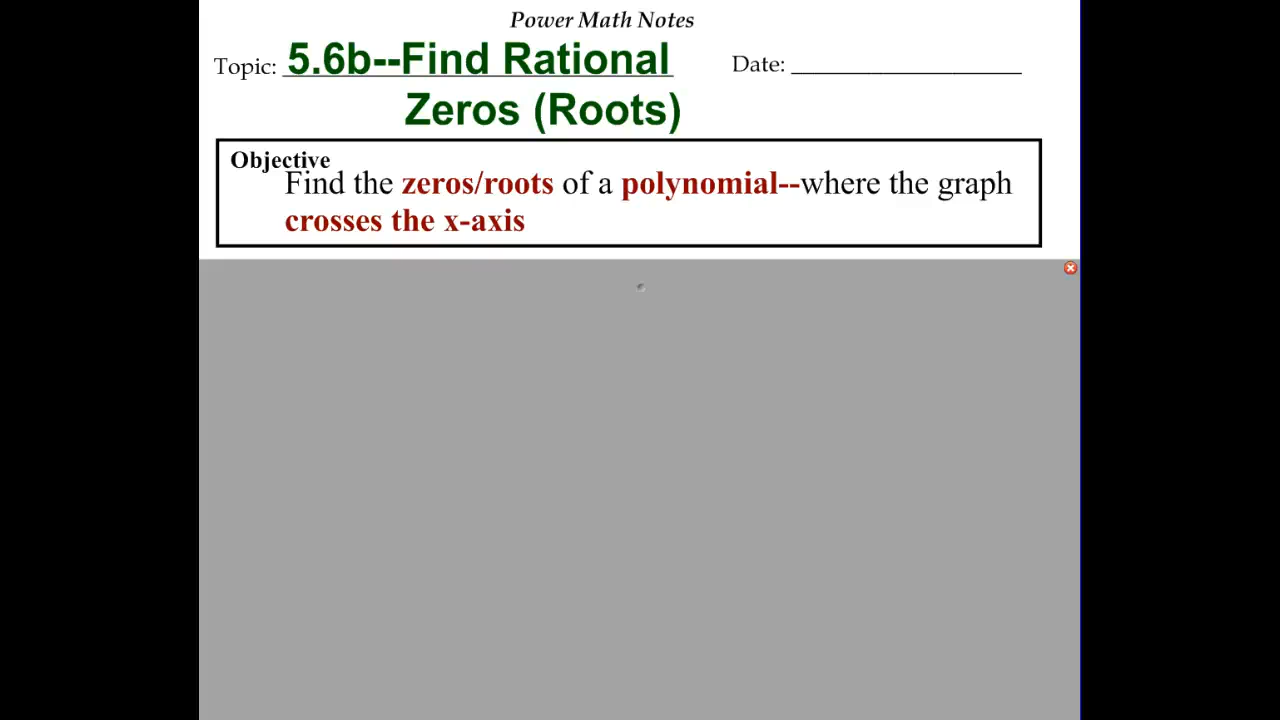 Power Math Notes
Topic: 5.6b--Find Rational Date: ____________________
Zeros (Roots)
Objective
Find the zeros/roots of a polynomial--where the graph
crosses the x-axis